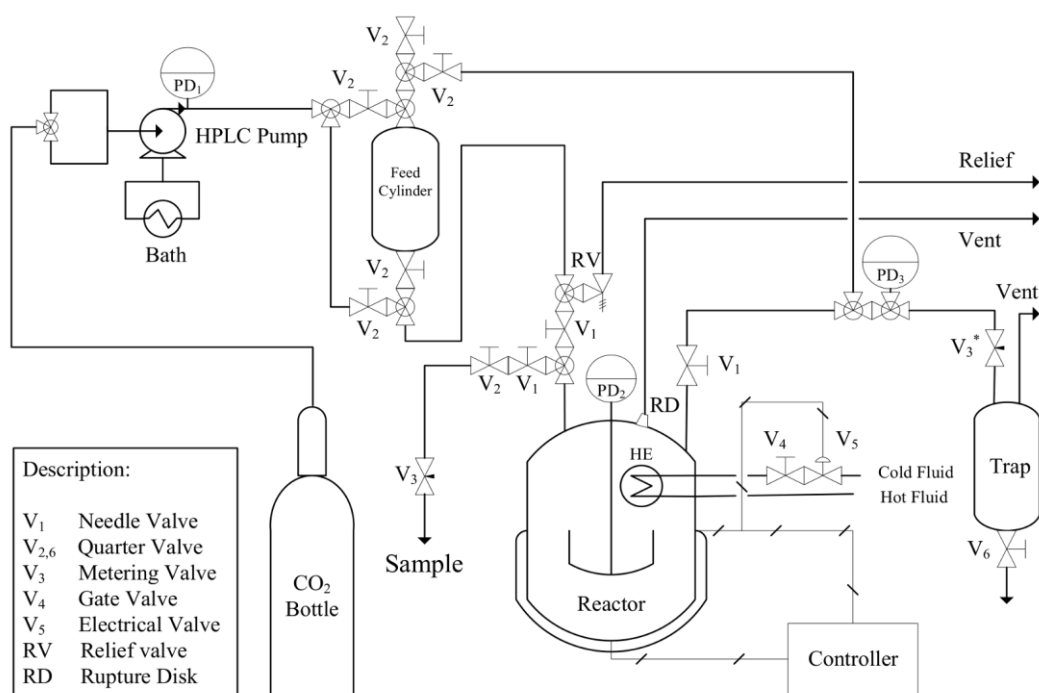 V2
V2
V2
PD1
HPLC Pump
Bath
Feed
Cylinder
V2
V2
Relief
Vent
RV
PD3
Vent
V1
V2
V1
V1
V3*
PD2
RD
HE
V4
V5
Cold Fluid
Hot Fluid
Trap
V3
V6
Sample
Reactor
Controller
CO2
Bottle
Description:
V1 Needle Valve
V2,6 Quarter Valve
V3 Metering Valve
V4 Gate Valve
V5 Electrical Valve
RV Relief valve
RD Rupture Disk